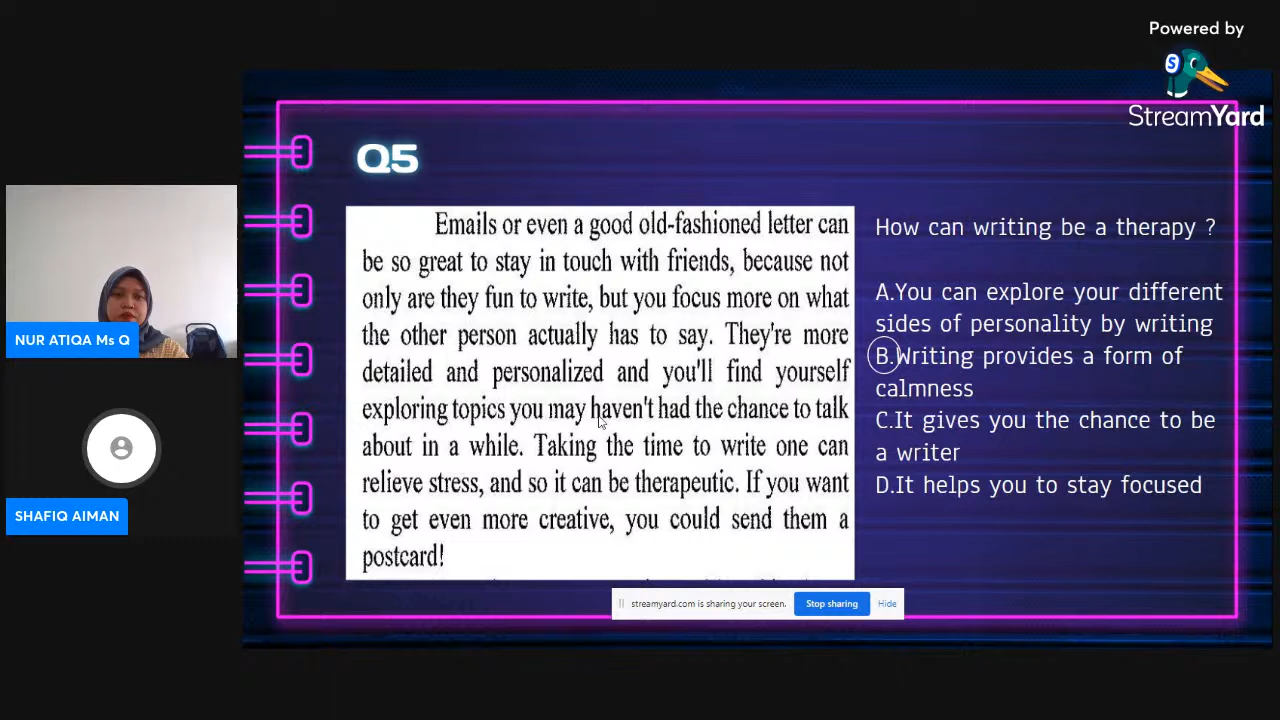 Powered by
StreamYard
Q5
Emails or even a good old-fashioned letter can
be so great to stay in touch with friends, because not
only are they fun to write, but you focus more on what
the other person actually has to say. They're more
detailed and personalized and you'll find yourself
exploring topics you may haven't had the chance to talk
about in a while. Taking the time to write one can
relieve stress, and so it can be therapeutic. If you want
to get even more creative, you could send them a
postcard!
How can writing be a therapy ?
A.You can explore your different
sides of personality by writing
B.Writing provides a form of
calmness
C.It gives you the chance to be
a writer
D.It helps you to stay focused
NUR ATIQA Ms Q
SHAFIQ AIMAN
streamyard.com is sharing your screen.
Stop sharing
Hide